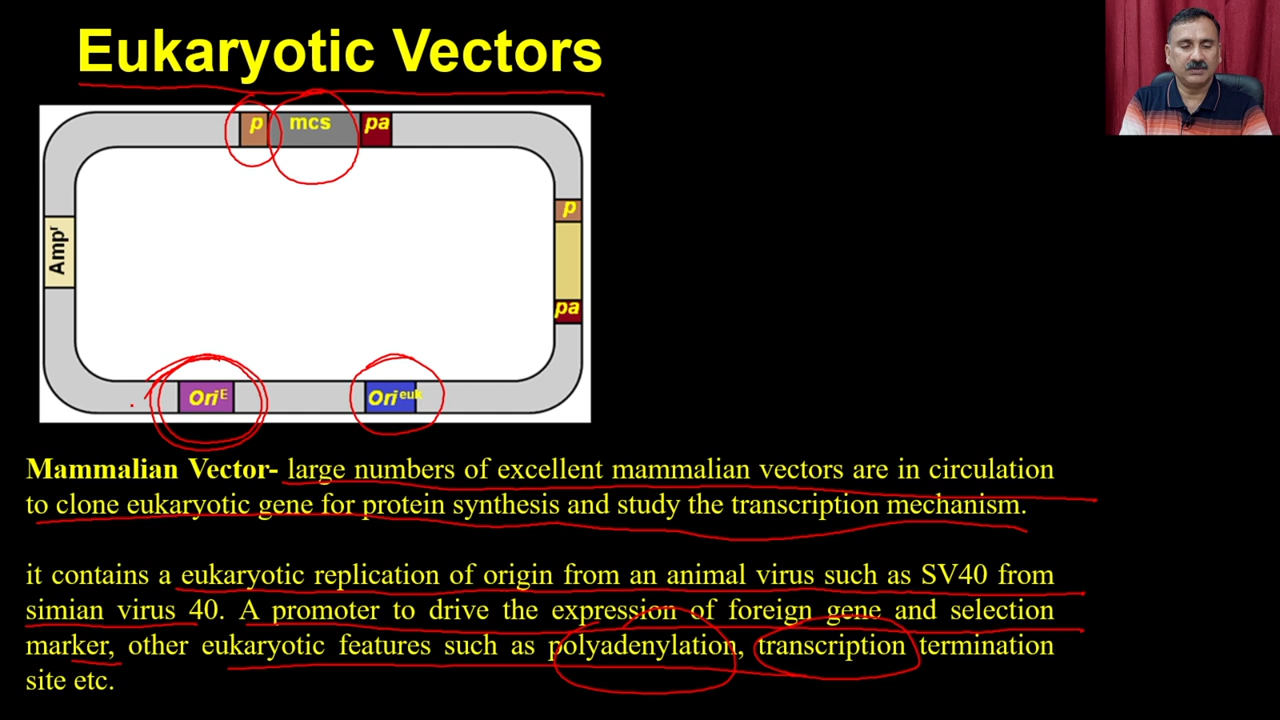 Eukaryotic Vectors
p mcs pa
p
Ampʳ
pa
Oriᴱ Oriᵉᵘᵏ
Mammalian Vector- large numbers of excellent mammalian vectors are in circulation
to clone eukaryotic gene for protein synthesis and study the transcription mechanism.
it contains a eukaryotic replication of origin from an animal virus such as SV40 from
simian virus 40. A promoter to drive the expression of foreign gene and selection
marker, other eukaryotic features such as polyadenylation, transcription termination
site etc.